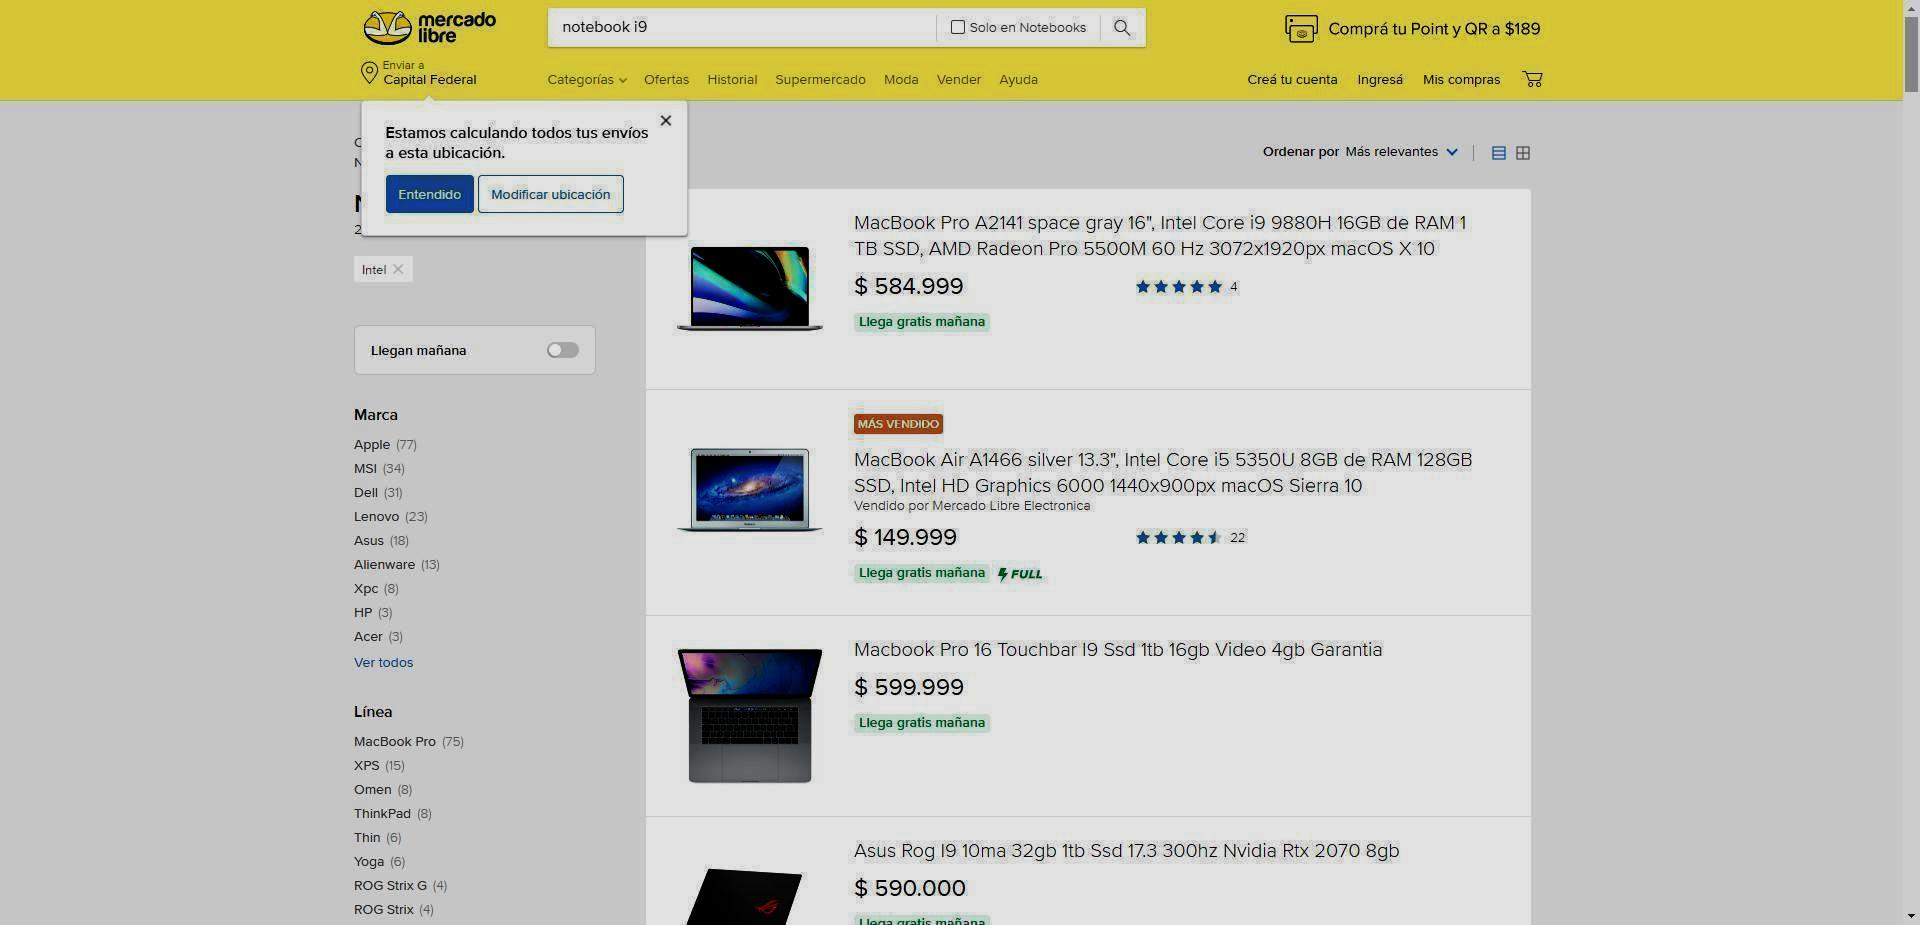 mercado
libre
notebook i9
Solo en Notebooks
Comprá tu Point y QR a $189
Enviar a
Capital Federal
Categorías
Ofertas
Historial
Supermercado
Moda
Vender
Ayuda
Creá tu cuenta
Ingresá
Mis compras
Estamos calculando todos tus envíos
a esta ubicación.
Entendido
Modificar ubicación
Ordenar por Más relevantes
Intel
Llegan mañana
Marca
Apple (77)
MSI (34)
Dell (31)
Lenovo (23)
Asus (18)
Alienware (13)
Xpc (8)
HP (3)
Acer (3)
Ver todos
Línea
MacBook Pro (75)
XPS (15)
Omen (8)
ThinkPad (8)
Thin (6)
Yoga (6)
ROG Strix G (4)
ROG Strix (4)
MacBook Pro A2141 space gray 16", Intel Core i9 9880H 16GB de RAM 1
TB SSD, AMD Radeon Pro 5500M 60 Hz 3072x1920px macOS X 10
$ 584.999
4
Llega gratis mañana
MÁS VENDIDO
MacBook Air A1466 silver 13.3", Intel Core i5 5350U 8GB de RAM 128GB
SSD, Intel HD Graphics 6000 1440x900px macOS Sierra 10
Vendido por Mercado Libre Electronica
$ 149.999
22
Llega gratis mañana FULL
Macbook Pro 16 Touchbar I9 Ssd 1tb 16gb Video 4gb Garantia
$ 599.999
Llega gratis mañana
Asus Rog I9 10ma 32gb 1tb Ssd 17.3 300hz Nvidia Rtx 2070 8gb
$ 590.000
Llega gratis mañana